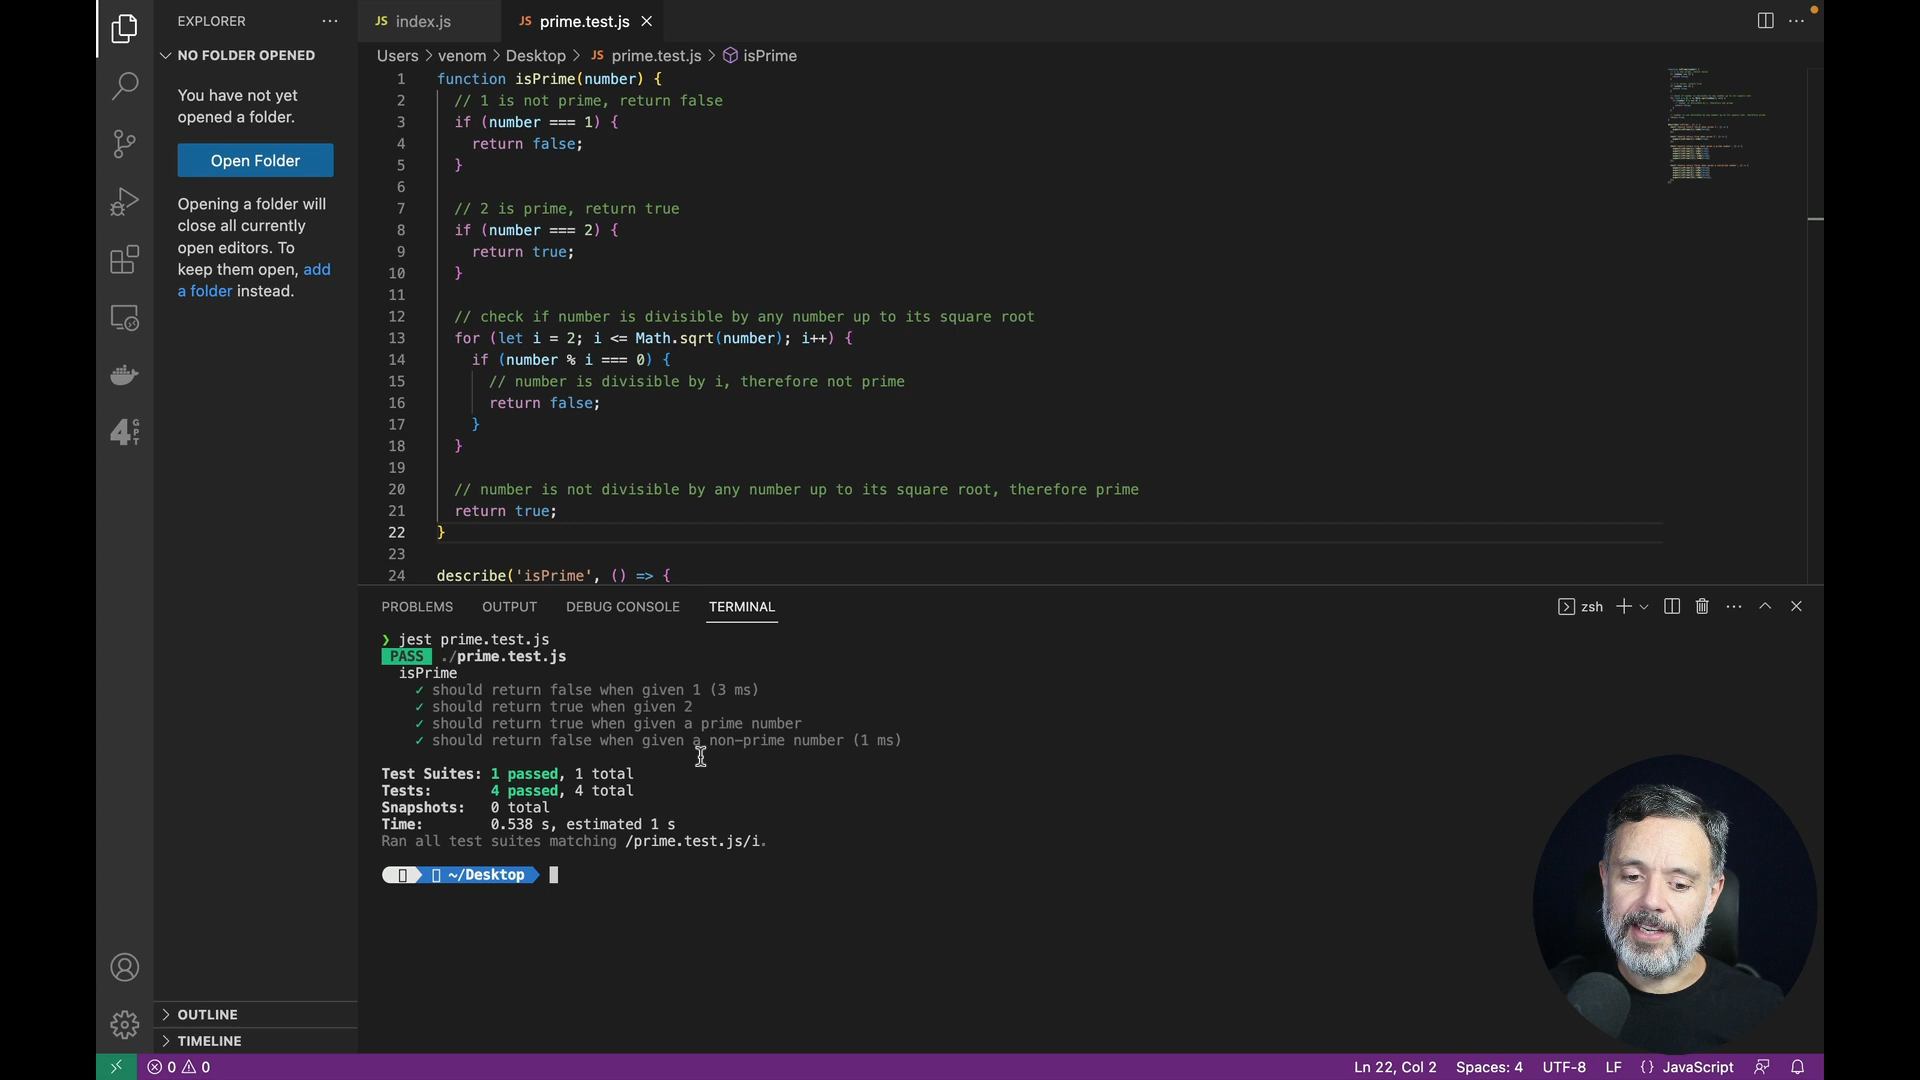 EXPLORER
NO FOLDER OPENED
You have not yet
opened a folder.
Open Folder
Opening a folder will
close all currently
open editors. To
keep them open, add
a folder instead.
OUTLINE
TIMELINE
JS index.js
JS prime.test.js
Users > venom > Desktop > JS prime.test.js > isPrime
1 function isPrime(number) {
2 // 1 is not prime, return false
3 if (number === 1) {
4 return false;
5 }
6
7 // 2 is prime, return true
8 if (number === 2) {
9 return true;
10 }
11
12 // check if number is divisible by any number up to its square root
13 for (let i = 2; i <= Math.sqrt(number); i++) {
14 if (number % i === 0) {
15 // number is divisible by i, therefore not prime
16 return false;
17 }
18 }
19
20 // number is not divisible by any number up to its square root, therefore prime
21 return true;
22 }
23
24 describe('isPrime', () => {
PROBLEMS OUTPUT DEBUG CONSOLE TERMINAL
zsh
❯ jest prime.test.js
PASS ./prime.test.js
isPrime
✓ should return false when given 1 (3 ms)
✓ should return true when given 2
✓ should return true when given a prime number
✓ should return false when given a non-prime number (1 ms)
Test Suites: 1 passed, 1 total
Tests: 4 passed, 4 total
Snapshots: 0 total
Time: 0.538 s, estimated 1 s
Ran all test suites matching /prime.test.js/i.
~/Desktop
4 GPT
0 0
Ln 22, Col 2 Spaces: 4 UTF-8 LF {} JavaScript